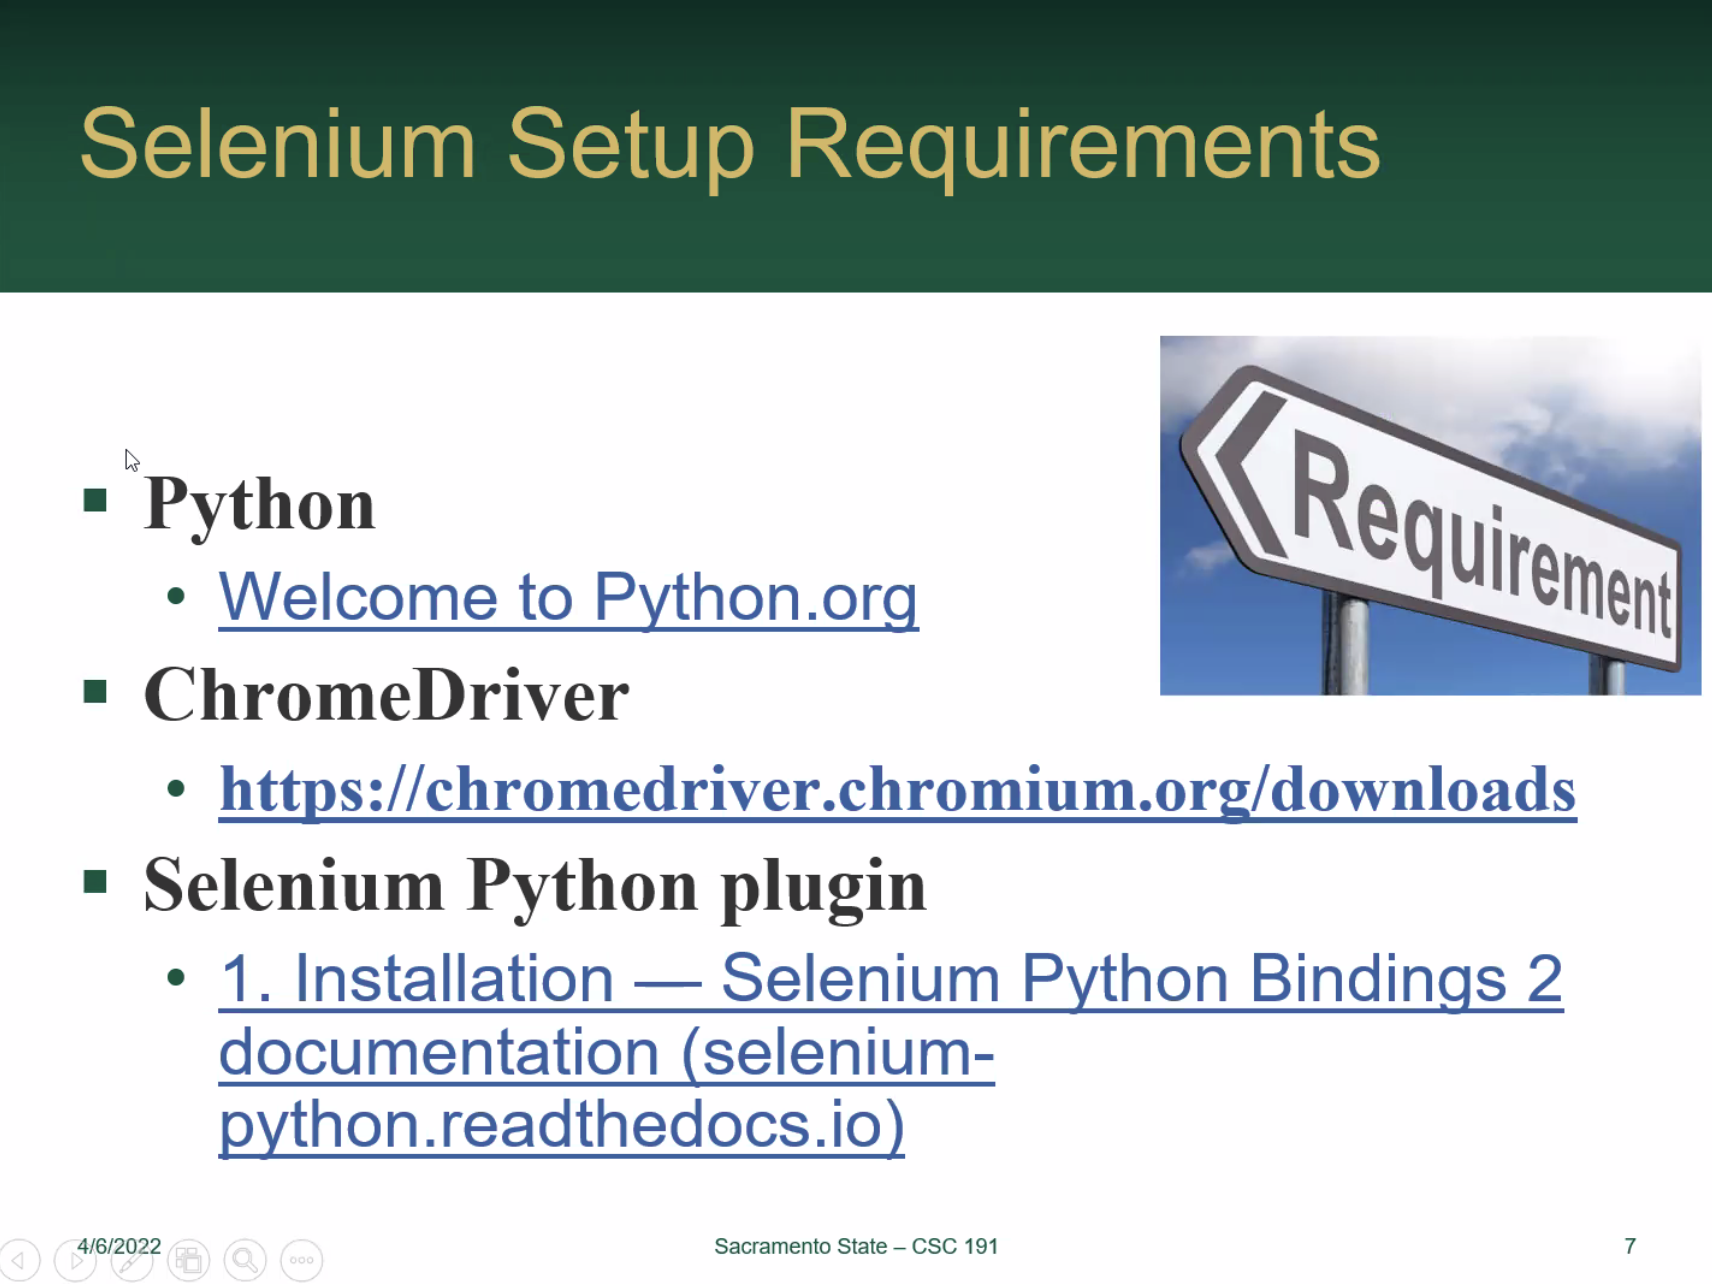 Selenium Setup Requirements
Requirement
Python
Welcome to Python.org
ChromeDriver
https://chromedriver.chromium.org/downloads
Selenium Python plugin
1. Installation — Selenium Python Bindings 2
documentation (selenium-
python.readthedocs.io)
4/6/2022
Sacramento State – CSC 191
7